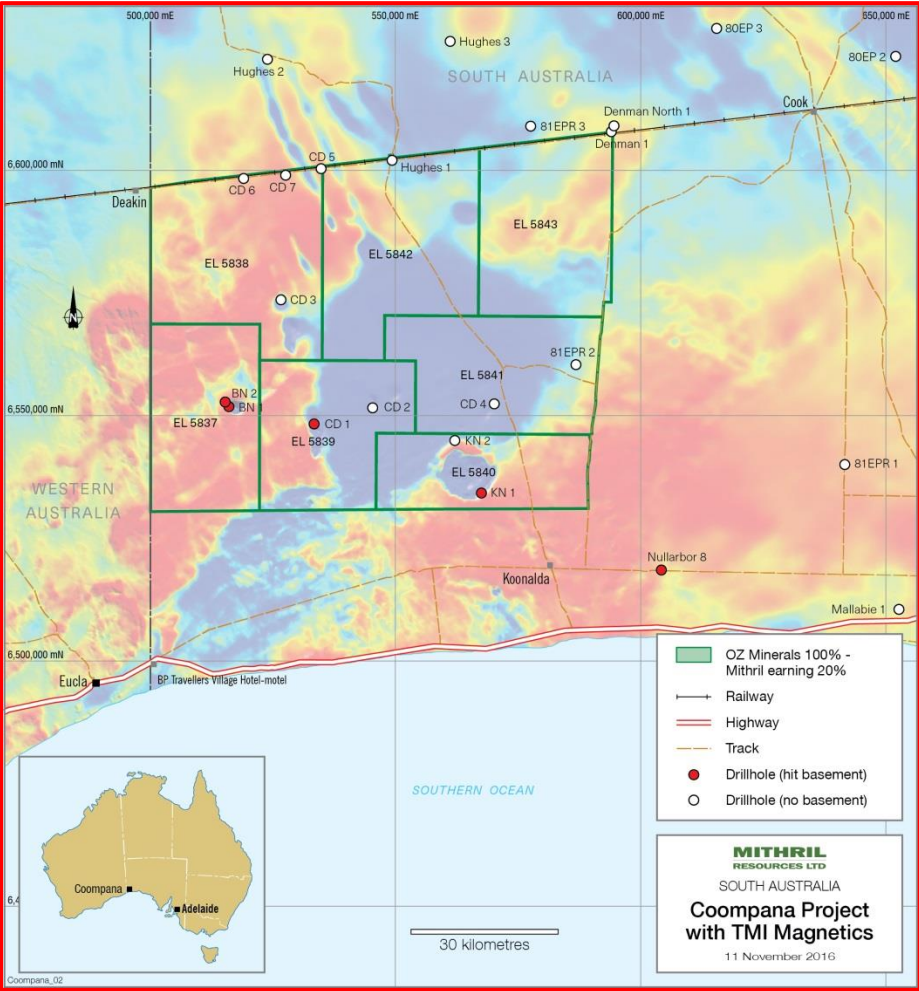 500,000 mE
550,000 mE
600,000 mE
650,000 mE
80EP 3
Hughes 3
80EP 2
Hughes 2
SOUTH AUSTRALIA
Cook
Denman North 1
81EPR 3
Denman 1
CD 5
Hughes 1
6,600,000 mN
CD 6
CD 7
Deakin
EL 5843
EL 5842
EL 5838
CD 3
N
81EPR 2
EL 5841
BN 2
BN 1
CD 2
CD 4
6,550,000 mN
EL 5837
CD 1
EL 5839
KN 2
81EPR 1
EL 5840
WESTERN
AUSTRALIA
KN 1
Nullarbor 8
Koonalda
Mallabie 1
6,500,000 mN
Eucla
BP Travellers Village Hotel-motel
OZ Minerals 100% -
Mithril earning 20%
Railway
Highway
Track
Drillhole (hit basement)
Drillhole (no basement)
SOUTHERN OCEAN
Coompana
Adelaide
6,4
30 kilometres
MITHRIL
RESOURCES LTD
SOUTH AUSTRALIA
Coompana Project
with TMI Magnetics
11 November 2016
Coompana_02